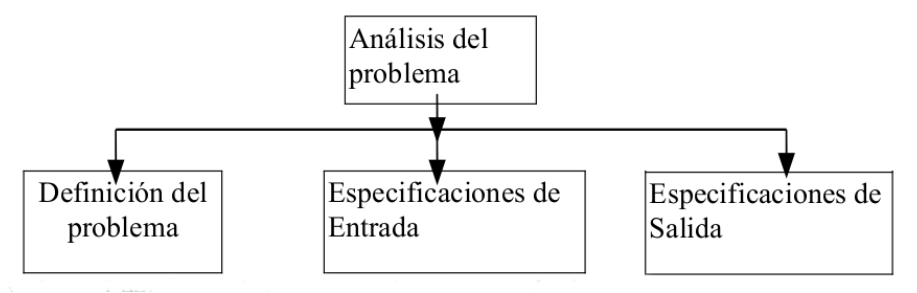 Análisis del
problema
Definición del
problema
Especificaciones de
Entrada
Especificaciones de
Salida